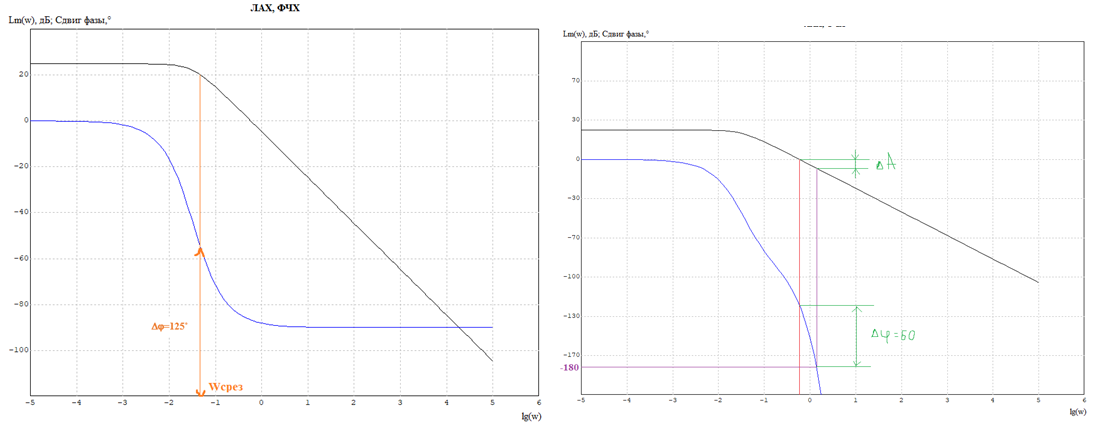 ЛАХ, ФЧХ
Lm(w), дБ; Сдвиг фазы,°
20
0
-20
-40
-60
-80
-100
Δφ=125°
Wсрез
-5 -4 -3 -2 -1 0 1 2 3 4 5 6
lg(w)
Lm(w), дБ; Сдвиг фазы,°
70
30
0
-30
-70
-100
-130
-170
-180
ΔA
Δφ=60
-5 -4 -3 -2 -1 0 1 2 3 4 5 6
lg(w)